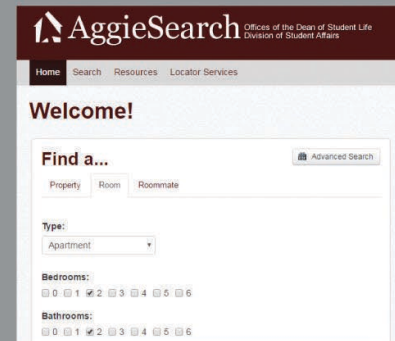 AggieSearch Offices of the Dean of Student Life
Division of Student Affairs
Home Search Resources Locator Services
Welcome!
Find a... Advanced Search
Property Room Roommate
Type:
Apartment
Bedrooms:
0 1 2 3 4 5 6
Bathrooms:
0 1 2 3 4 5 6